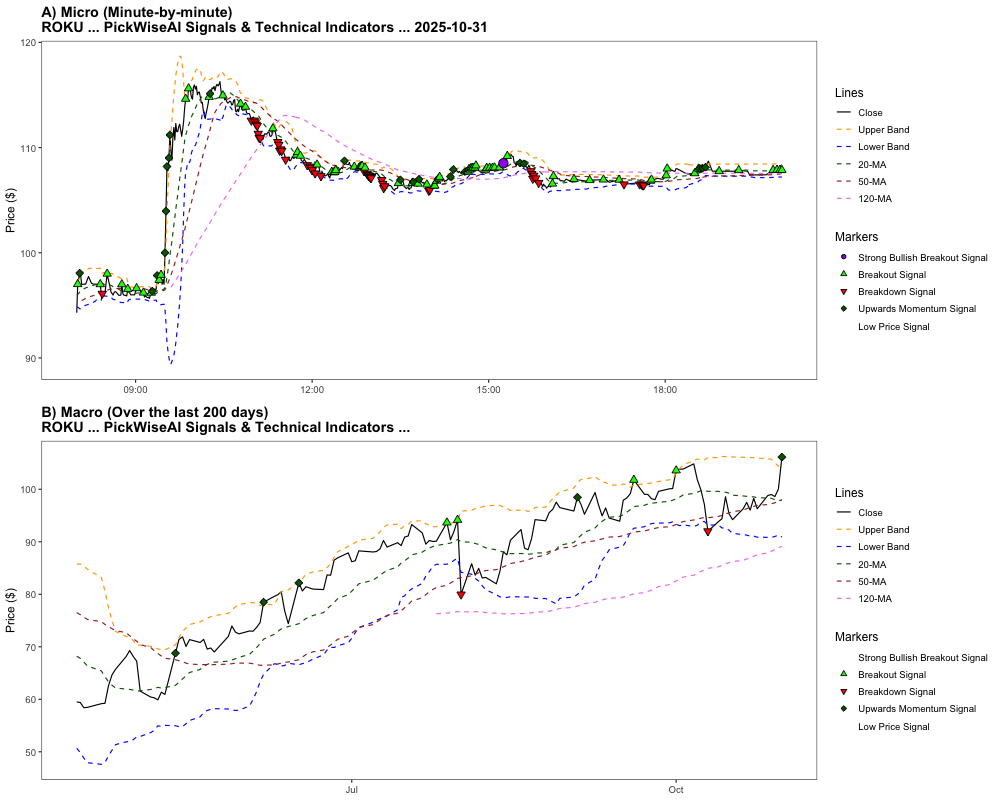 A) Micro (Minute-by-minute)
ROKU ... PickWiseAI Signals & Technical Indicators ... 2025-10-31
120
110
100
90
Price ($)
09:00
12:00
15:00
18:00
Lines
Close
Upper Band
Lower Band
20-MA
50-MA
120-MA
Markers
Strong Bullish Breakout Signal
Breakout Signal
Breakdown Signal
Upwards Momentum Signal
Low Price Signal
B) Macro (Over the last 200 days)
ROKU ... PickWiseAI Signals & Technical Indicators ...
100
90
80
70
60
50
Price ($)
Jul
Oct
Lines
Close
Upper Band
Lower Band
20-MA
50-MA
120-MA
Markers
Strong Bullish Breakout Signal
Breakout Signal
Breakdown Signal
Upwards Momentum Signal
Low Price Signal